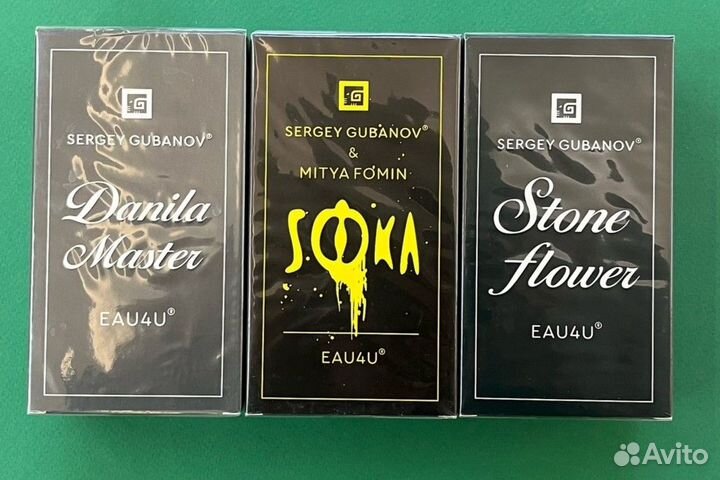 SERGEY GUBANOV®
Danila
Master
EAU4U®
SERGEY GUBANOV®
&
MITYA FOMIN
SOKA
EAU4U®
SERGEY GUBANOV®
Stone
flower
EAU4U®
Avito